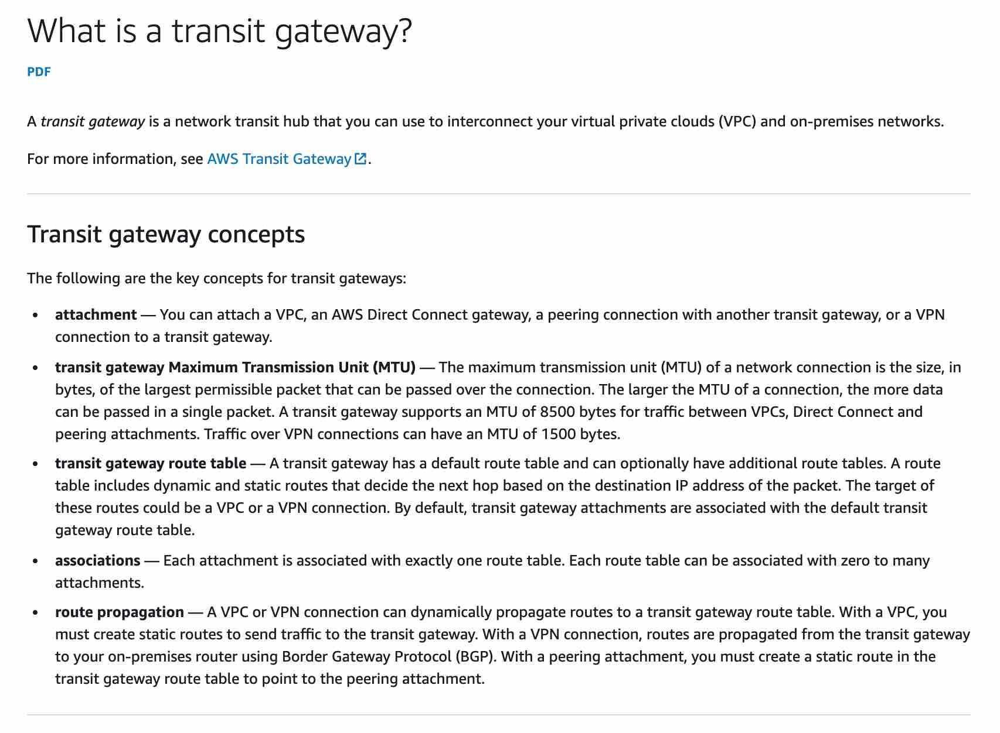 What is a transit gateway?
PDF
A transit gateway is a network transit hub that you can use to interconnect your virtual private clouds (VPC) and on-premises networks.
For more information, see AWS Transit Gateway.
Transit gateway concepts
The following are the key concepts for transit gateways:
• attachment — You can attach a VPC, an AWS Direct Connect gateway, a peering connection with another transit gateway, or a VPN
connection to a transit gateway.
• transit gateway Maximum Transmission Unit (MTU) — The maximum transmission unit (MTU) of a network connection is the size, in
bytes, of the largest permissible packet that can be passed over the connection. The larger the MTU of a connection, the more data
can be passed in a single packet. A transit gateway supports an MTU of 8500 bytes for traffic between VPCs, Direct Connect and
peering attachments. Traffic over VPN connections can have an MTU of 1500 bytes.
• transit gateway route table — A transit gateway has a default route table and can optionally have additional route tables. A route
table includes dynamic and static routes that decide the next hop based on the destination IP address of the packet. The target of
these routes could be a VPC or a VPN connection. By default, transit gateway attachments are associated with the default transit
gateway route table.
• associations — Each attachment is associated with exactly one route table. Each route table can be associated with zero to many
attachments.
• route propagation — A VPC or VPN connection can dynamically propagate routes to a transit gateway route table. With a VPC, you
must create static routes to send traffic to the transit gateway. With a VPN connection, routes are propagated from the transit gateway
to your on-premises router using Border Gateway Protocol (BGP). With a peering attachment, you must create a static route in the
transit gateway route table to point to the peering attachment.